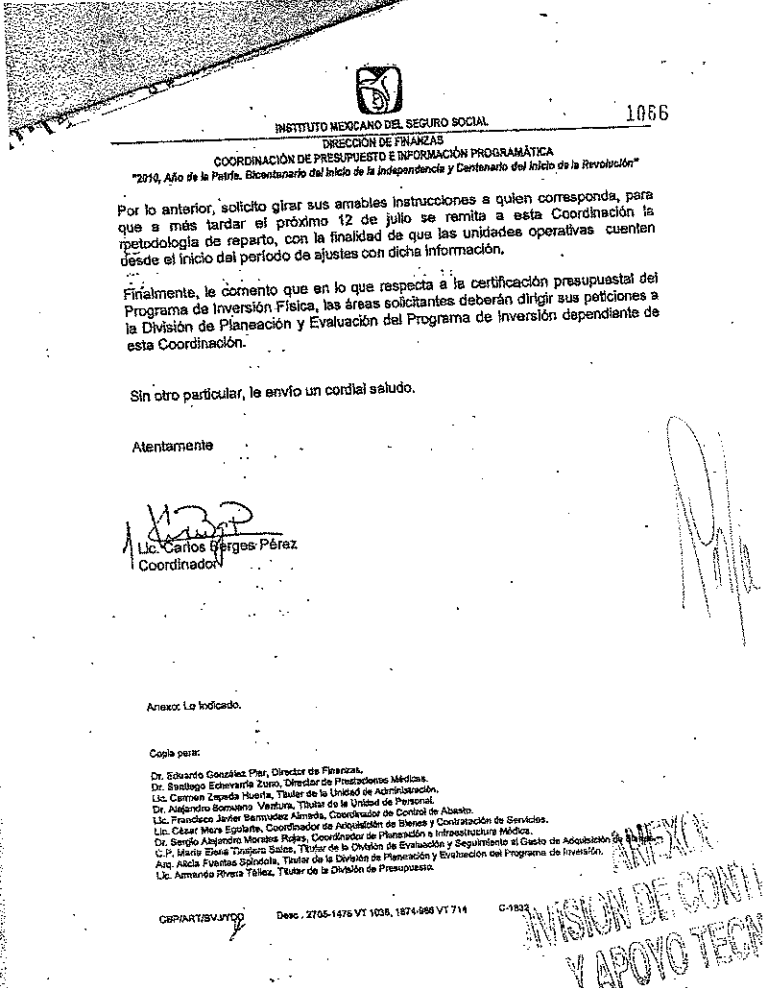 1066
INSTITUTO MEXICANO DEL SEGURO SOCIAL
DIRECCIÓN DE FINANZAS
COORDINACIÓN DE PRESUPUESTO E INFORMACIÓN PROGRAMÁTICA
"2010, Año de la Patria. Bicentenario del Inicio de la Independencia y Centenario del Inicio de la Revolución"
Por lo anterior, solicito girar sus amables instrucciones a quien corresponda, para
que a más tardar el próximo 12 de julio se remita a esta Coordinación la
metodología de reparto, con la finalidad de que las unidades operativas cuenten
desde el inicio del período de ajustes con dicha información.
Finalmente, le comento que en lo que respecta a la certificación presupuestal del
Programa de Inversión Física, las áreas solicitantes deberán dirigir sus peticiones a
la División de Planeación y Evaluación del Programa de Inversión dependiente de
esta Coordinación.
Sin otro particular, le envío un cordial saludo.
Atentamente
Lic. Carlos Berges Pérez
Coordinador
Anexo: Lo Indicado.
Copia para:
Dr. Eduardo González Pier, Director de Finanzas.
Dr. Santiago Echevarría Zuno, Director de Prestaciones Médicas.
Lic. Carmen Zepeda Huerta, Titular de la Unidad de Administración.
Dr. Alejandro Ventura, Titular de la Unidad de Personal.
Lic. Francisco Javier Bermudez Almada, Coordinador de Control de Abasto.
Lic. Cèzar Mora Eguiarte, Coordinador de Adquisición de Bienes y Contratación de Servicios.
Dr. Sergio Alejandro Morales Rojas, Coordinador de Planeación e Infraestructura Médica.
C.P. María Elena Tinajero Salas, Titular de la División de Evaluación y Seguimiento al Gasto de Adquisición de
Arq. Alicia Fuentes Spíndola, Titular de la División de Planeación y Evaluación del Programa de Inversión.
Lic. Armando Rivera Téllez, Titular de la División de Presupuesto.
CBP/ART/BVJ/YDO Desc. 2705-1476 VT 1036, 1874-986 VT 714 C-1832
ANEXO
DIVISION DE CONT
Y APOYO TECN